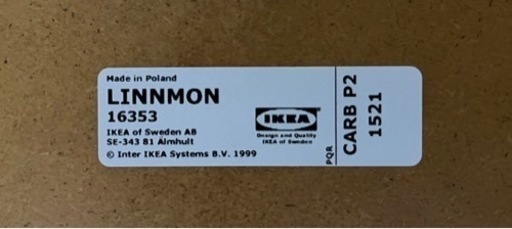 Made in Poland
LINNMON
16353
IKEA of Sweden AB
SE-343 81 Älmhult
© Inter IKEA Systems B.V. 1999
IKEA
Design and Quality
IKEA of Sweden
PQR
CARB P2
1521